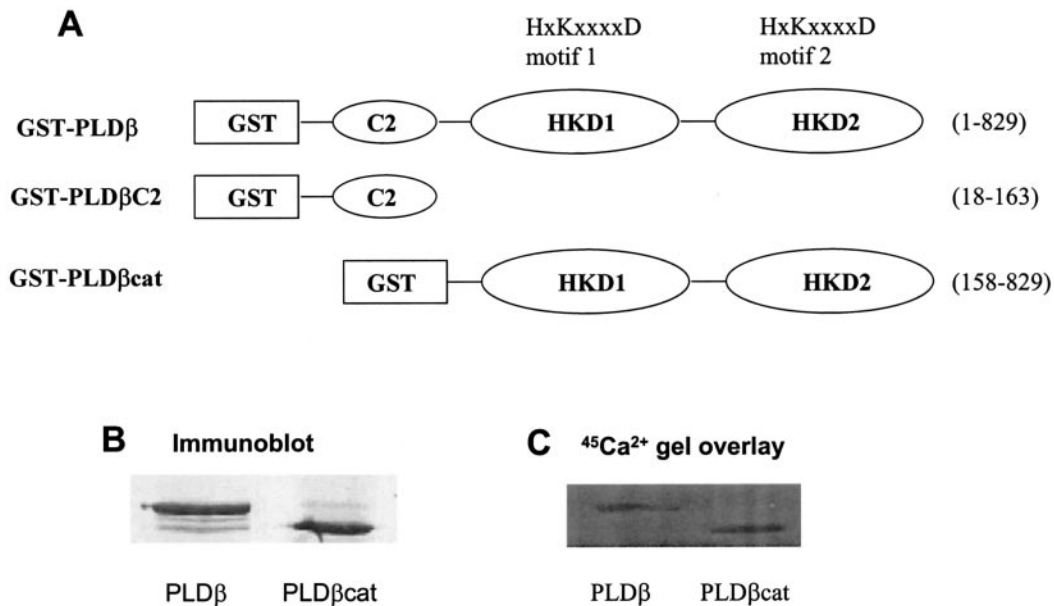 A
HxKxxxxD HxKxxxxD
motif 1 motif 2
GST-PLDβ GST C2 HKD1 HKD2 (1-829)
GST-PLDβC2 GST C2 (18-163)
GST-PLDβcat GST HKD1 HKD2 (158-829)
B Immunoblot
C ⁴⁵Ca²⁺ gel overlay
PLDβ PLDβcat PLDβ PLDβcat